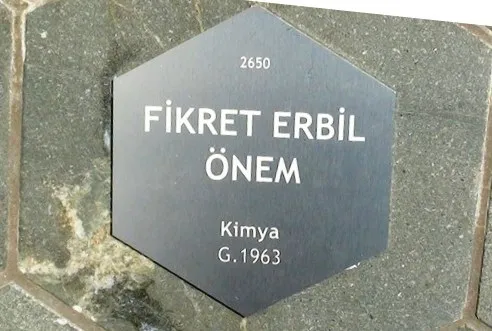 2650
FİKRET ERBİL
ÖNEM
Kimya
G.1963